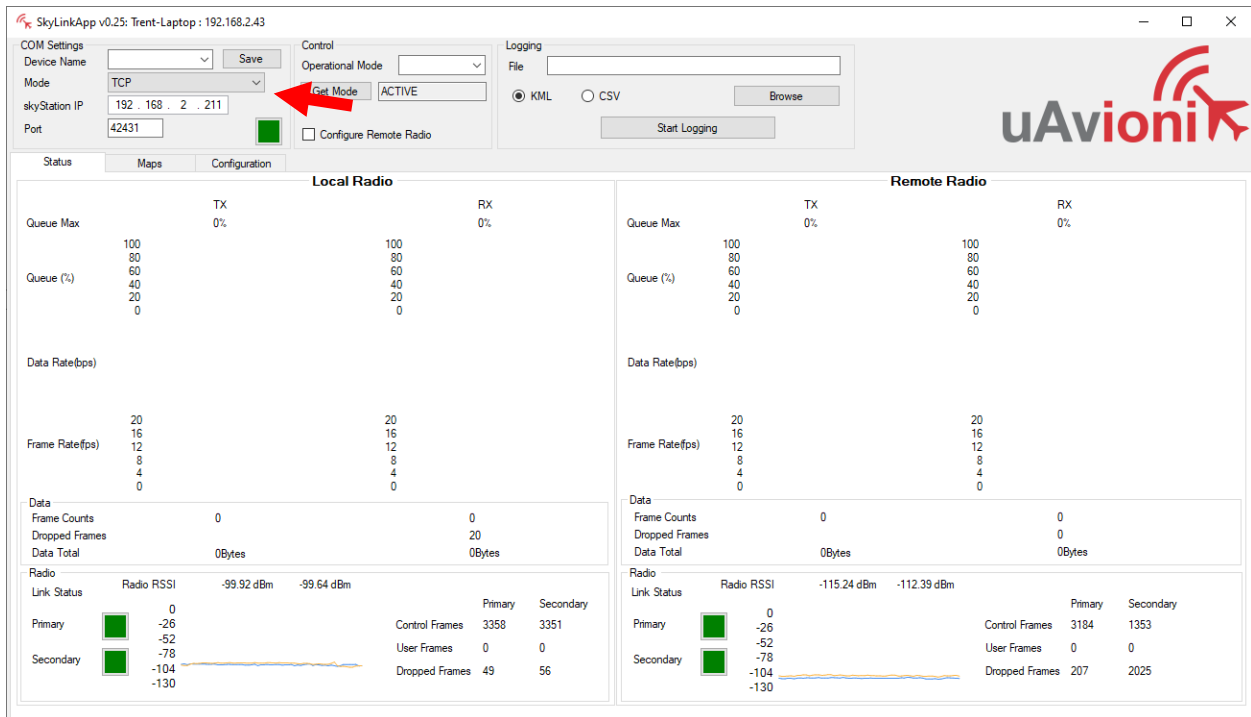 SkyLinkApp v0.25: Trent-Laptop : 192.168.2.43
COM Settings
Device Name
Save
Mode
TCP
skyStation IP
192 . 168 . 2 . 211
Port
42431
Control
Operational Mode
Get Mode
ACTIVE
Configure Remote Radio
Logging
File
KML
CSV
Browse
Start Logging
uAvionix
Status Maps Configuration
Local Radio
TX RX
Queue Max 0% 0%
Queue (%)
100 100
80 80
60 60
40 40
20 20
0 0
Data Rate(bps)
Frame Rate(fps)
20 20
16 16
12 12
8 8
4 4
0 0
Data
Frame Counts 0 0
Dropped Frames 20
Data Total 0Bytes 0Bytes
Radio
Link Status
Radio RSSI -99.92 dBm -99.64 dBm
Primary
Secondary
0
-26
-52
-78
-104
-130
Primary Secondary
Control Frames 3358 3351
User Frames 0 0
Dropped Frames 49 56
Remote Radio
TX RX
Queue Max 0% 0%
Queue (%)
100 100
80 80
60 60
40 40
20 20
0 0
Data Rate(bps)
Frame Rate(fps)
20 20
16 16
12 12
8 8
4 4
0 0
Data
Frame Counts 0 0
Dropped Frames 0
Data Total 0Bytes 0Bytes
Radio
Link Status
Radio RSSI -115.24 dBm -112.39 dBm
Primary
Secondary
0
-26
-52
-78
-104
-130
Primary Secondary
Control Frames 3184 1353
User Frames 0 0
Dropped Frames 207 2025